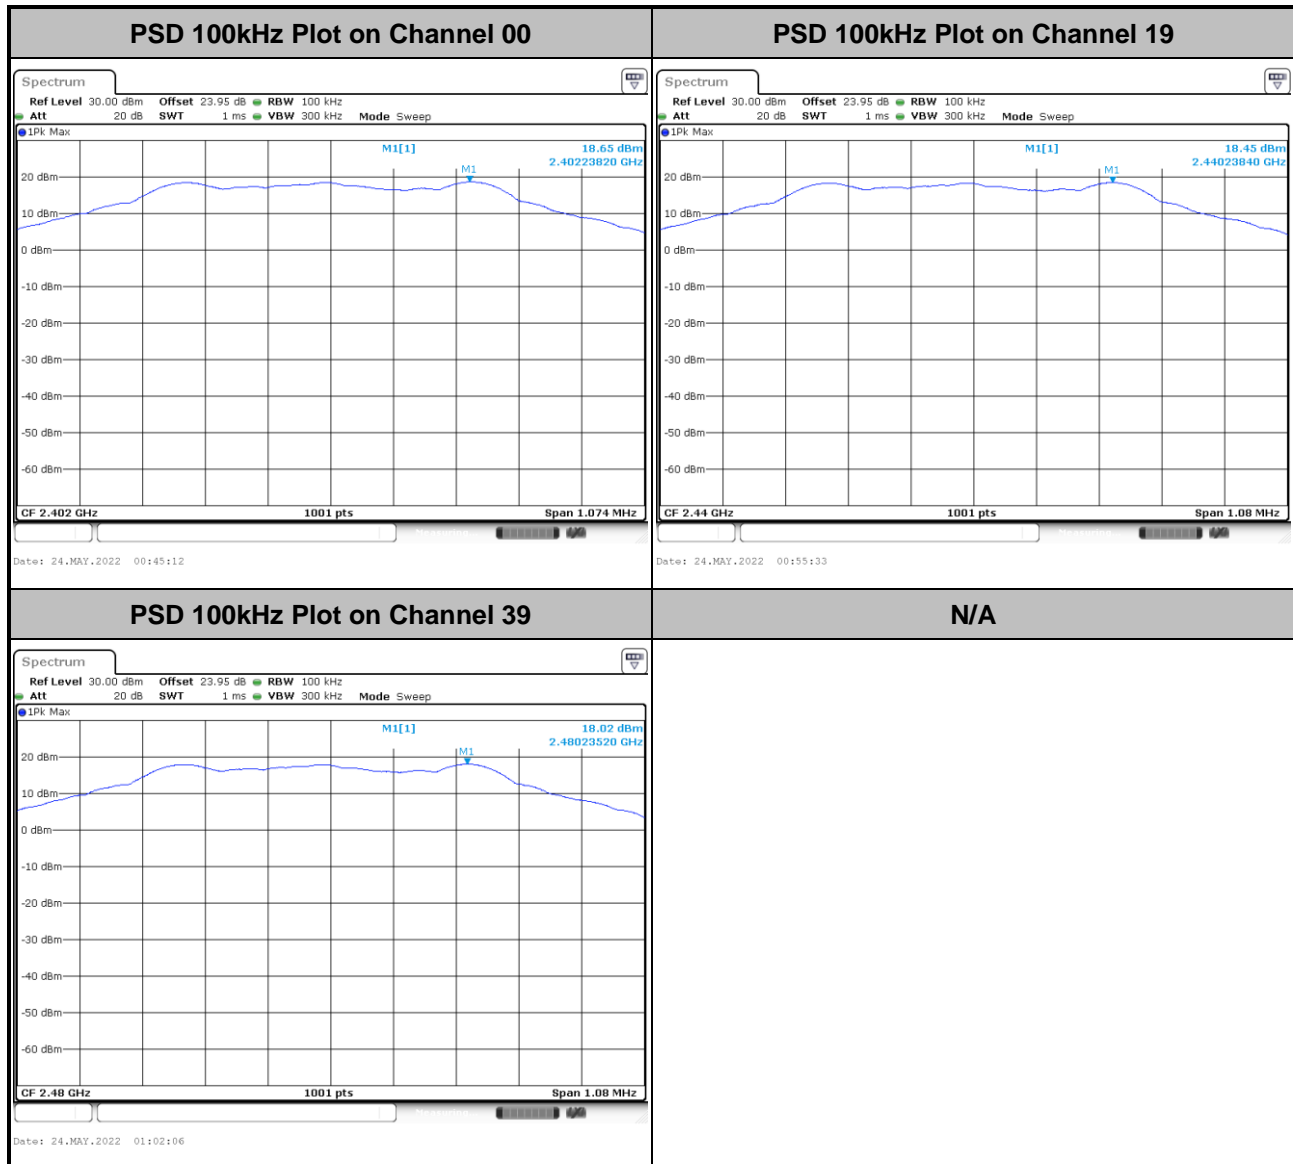 PSD 100kHz Plot on Channel 00
PSD 100kHz Plot on Channel 19
Spectrum
Ref Level 30.00 dBm Offset 23.95 dB RBW 100 kHz
Att 20 dB SWT 1 ms VBW 300 kHz Mode Sweep
1Pk Max
M1[1] 18.65 dBm
2.40223820 GHz
M1
20 dBm
10 dBm
0 dBm
-10 dBm
-20 dBm
-30 dBm
-40 dBm
-50 dBm
-60 dBm
CF 2.402 GHz 1001 pts Span 1.074 MHz
Measuring
Date: 24.MAY.2022 00:45:12
Spectrum
Ref Level 30.00 dBm Offset 23.95 dB RBW 100 kHz
Att 20 dB SWT 1 ms VBW 300 kHz Mode Sweep
1Pk Max
M1[1] 18.45 dBm
2.44023840 GHz
M1
20 dBm
10 dBm
0 dBm
-10 dBm
-20 dBm
-30 dBm
-40 dBm
-50 dBm
-60 dBm
CF 2.44 GHz 1001 pts Span 1.08 MHz
Measuring
Date: 24.MAY.2022 00:55:33
PSD 100kHz Plot on Channel 39
N/A
Spectrum
Ref Level 30.00 dBm Offset 23.95 dB RBW 100 kHz
Att 20 dB SWT 1 ms VBW 300 kHz Mode Sweep
1Pk Max
M1[1] 18.02 dBm
2.48023520 GHz
M1
20 dBm
10 dBm
0 dBm
-10 dBm
-20 dBm
-30 dBm
-40 dBm
-50 dBm
-60 dBm
CF 2.48 GHz 1001 pts Span 1.08 MHz
Measuring
Date: 24.MAY.2022 01:02:06